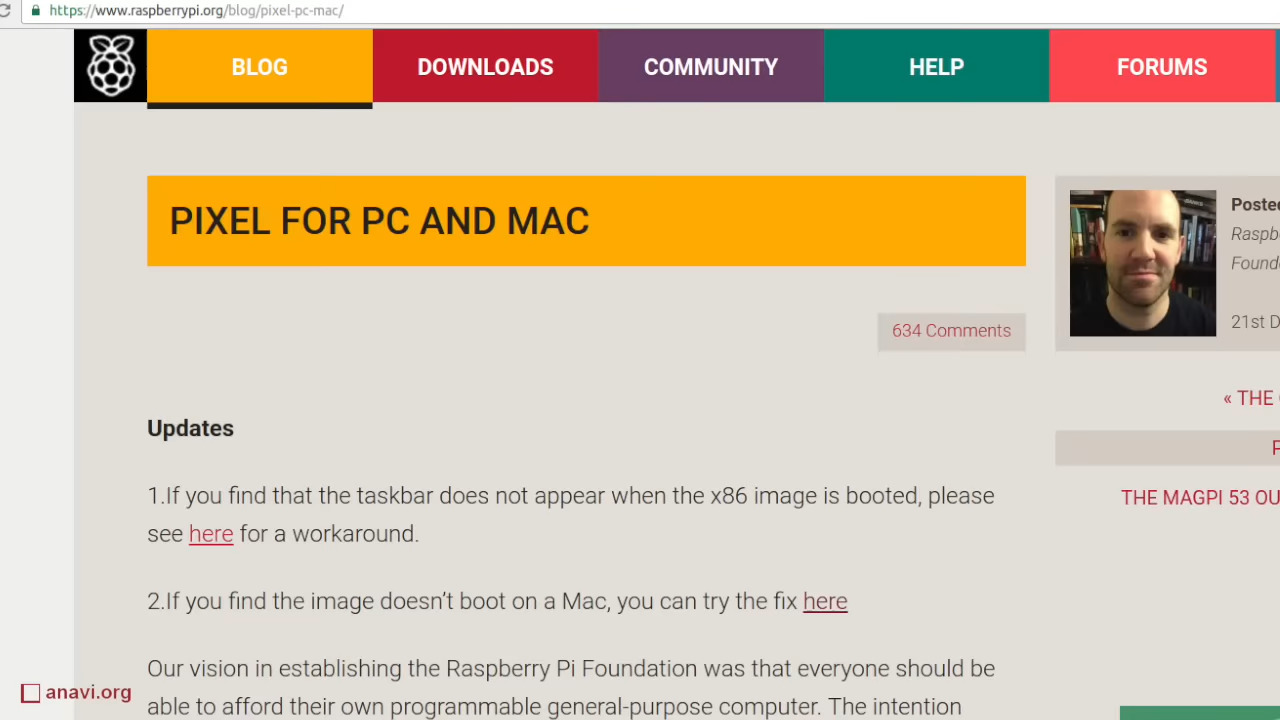 https://www.raspberrypi.org/blog/pixel-pc-mac/
BLOG DOWNLOADS COMMUNITY HELP FORUMS
PIXEL FOR PC AND MAC
634 Comments
Updates
1.If you find that the taskbar does not appear when the x86 image is booted, please
see here for a workaround.
2.If you find the image doesn’t boot on a Mac, you can try the fix here
Our vision in establishing the Raspberry Pi Foundation was that everyone should be
able to afford their own programmable general-purpose computer. The intention
Poste
Raspb
Found
21st D
« THE
THE MAGPI 53 OU
anavi.org